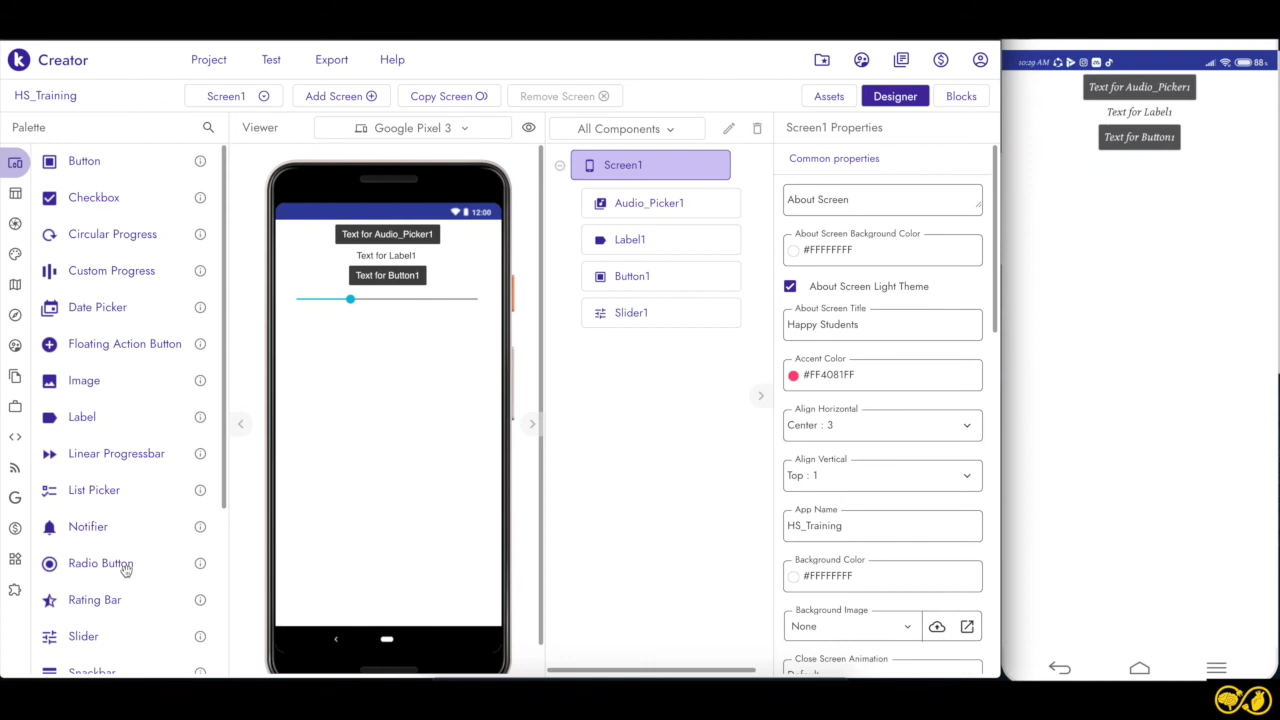 Creator
Project
Test
Export
Help
HS_Training
Screen1
Add Screen
Copy Screen
Remove Screen
Assets
Designer
Blocks
Palette
Viewer
Google Pixel 3
All Components
Screen1 Properties
Button
Checkbox
Circular Progress
Custom Progress
Date Picker
Floating Action Button
Image
Label
Linear Progressbar
List Picker
Notifier
Radio Button
Rating Bar
Slider
Snackbar
12:00
Text for Audio_Picker1
Text for Label1
Text for Button1
Screen1
Audio_Picker1
Label1
Button1
Slider1
Common properties
About Screen
About Screen Background Color
#FFFFFFFF
About Screen Light Theme
About Screen Title
Happy Students
Accent Color
#FF4081FF
Align Horizontal
Center : 3
Align Vertical
Top : 1
App Name
HS_Training
Background Color
#FFFFFFFF
Background Image
None
Close Screen Animation
Default
10:29 AM
88%
Text for Audio_Picker1
Text for Label1
Text for Button1